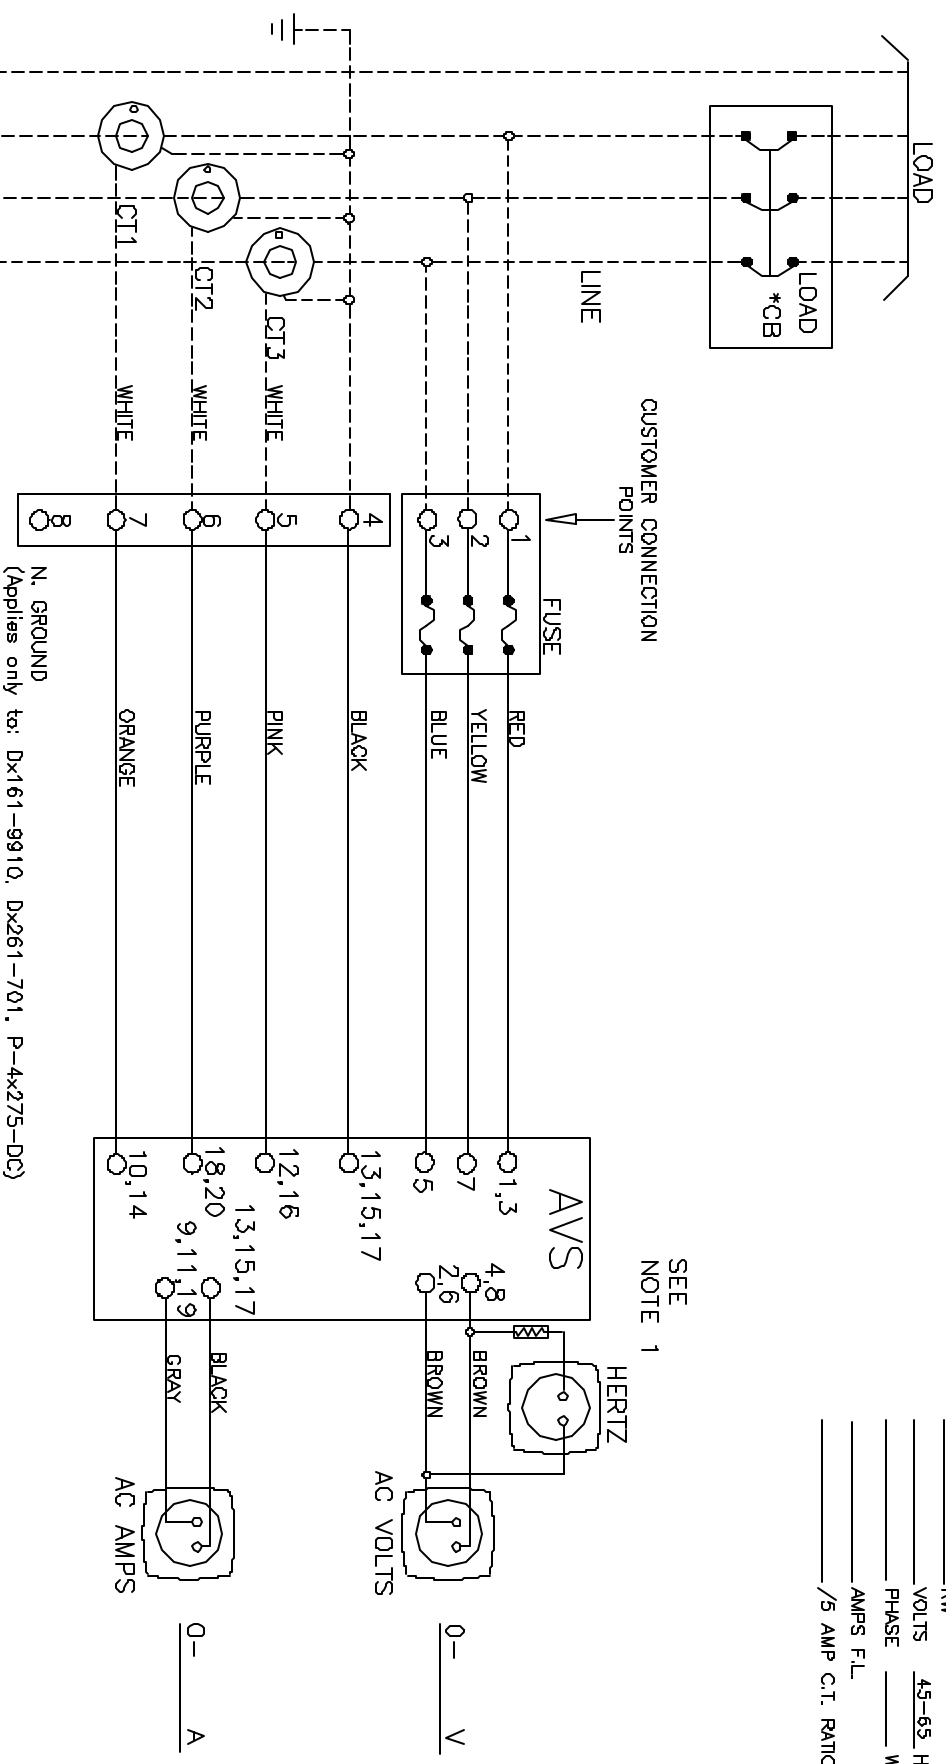 KW
VOLTS 45-65 H
PHASE W
AMPS F.L.
/5 AMP C.T. RATIO
LOAD
LOAD
*CB
LINE
CUSTOMER CONNECTION
POINTS
SEE
NOTE 1
FUSE
AVS
HERTZ
1
RED
1,3
4,8
BROWN
2
YELLOW
7
3
BLUE
5
2,6
BROWN
AC VOLTS
0- V
4
BLACK
13,15,17
CT3
WHITE
5
PINK
12,16
13,15,17
BLACK
CT2
WHITE
6
PURPLE
18,20
9,11,19
GRAY
AC AMPS
0- A
CT1
WHITE
7
ORANGE
10,14
8
N. GROUND
(Applies only to: Dx161-9910, Dx261-701, P-4x275-DC)